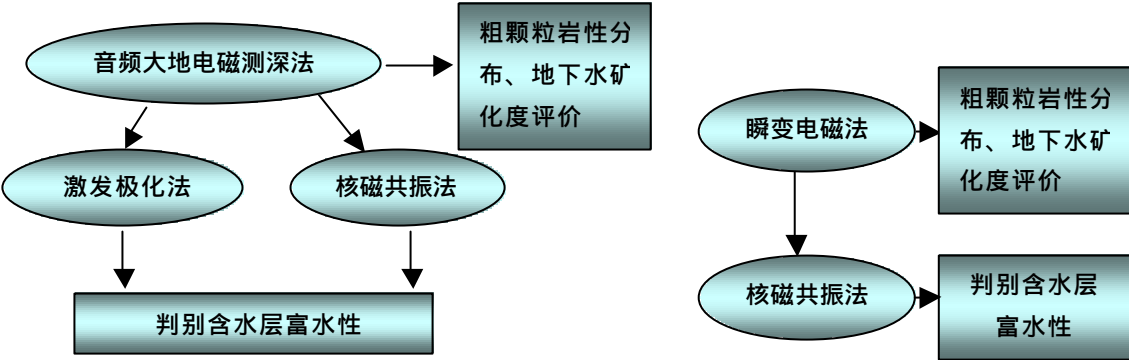 音频大地电磁测深法
粗颗粒岩性分
布、地下水矿
化度评价
激发极化法
核磁共振法
判别含水层富水性
瞬变电磁法
粗颗粒岩性分
布、地下水矿
化度评价
核磁共振法
判别含水层
富水性